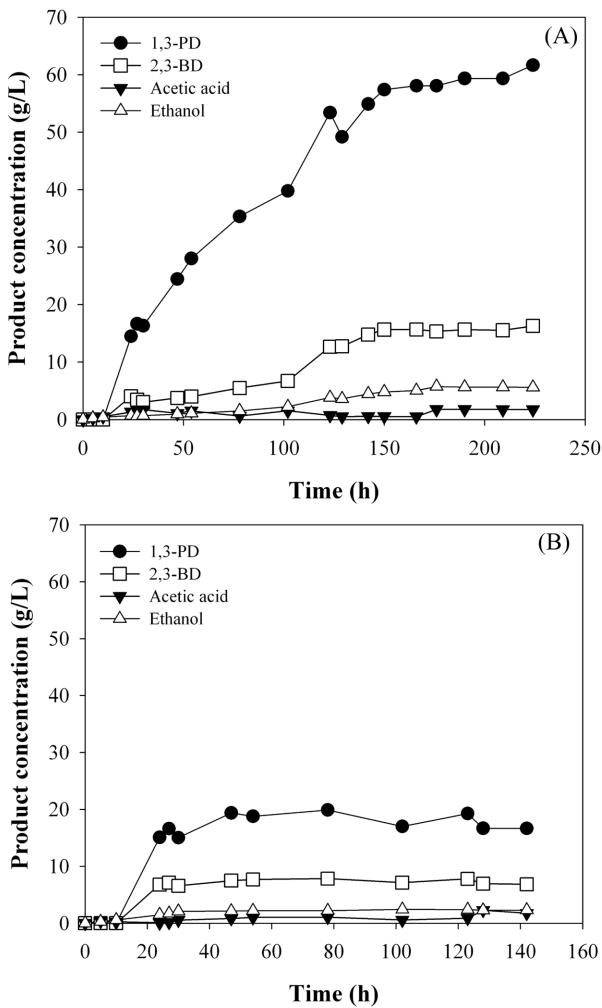 (A)
1,3-PD
2,3-BD
Acetic acid
Ethanol
Product concentration (g/L)
70
60
50
40
30
20
10
0
0 50 100 150 200 250
Time (h)
(B)
1,3-PD
2,3-BD
Acetic acid
Ethanol
Product concentration (g/L)
70
60
50
40
30
20
10
0
0 20 40 60 80 100 120 140 160
Time (h)